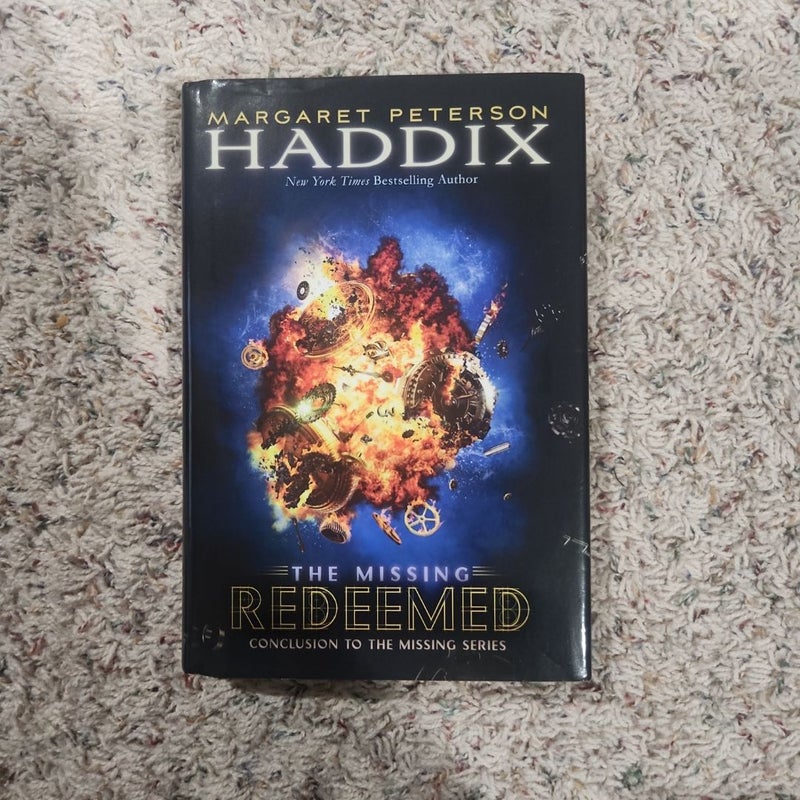 MARGARET PETERSON
HADDIX
New York Times Bestselling Author
THE MISSING
REDEEMED
CONCLUSION TO THE MISSING SERIES